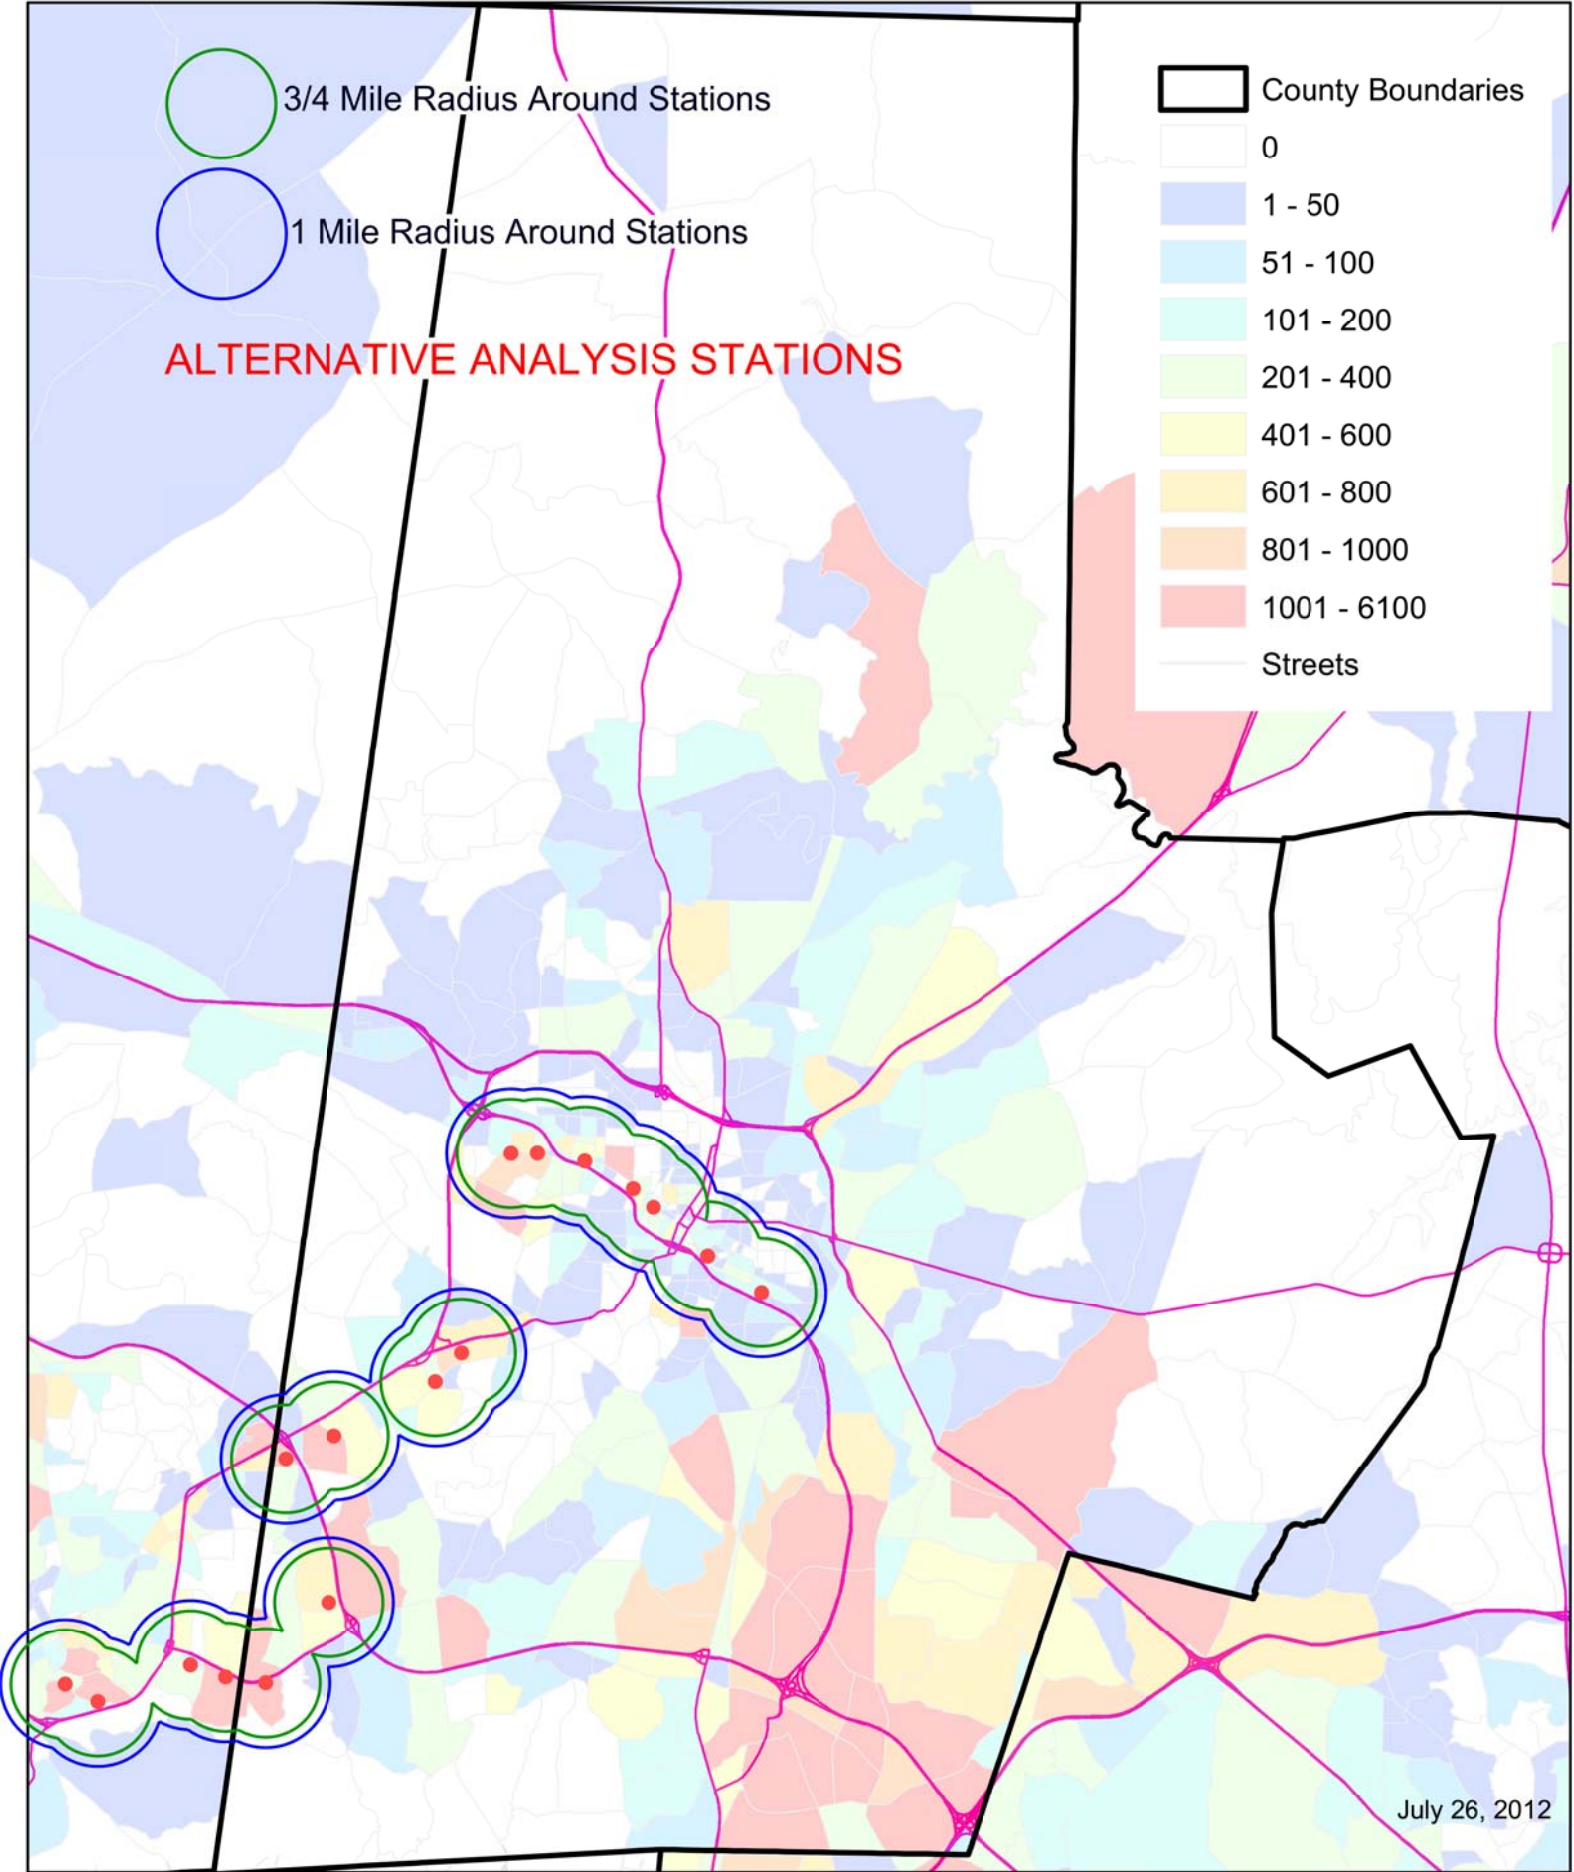 3/4 Mile Radius Around Stations
1 Mile Radius Around Stations
ALTERNATIVE ANALYSIS STATIONS
County Boundaries
0
1 - 50
51 - 100
101 - 200
201 - 400
401 - 600
601 - 800
801 - 1000
1001 - 6100
Streets
July 26, 2012